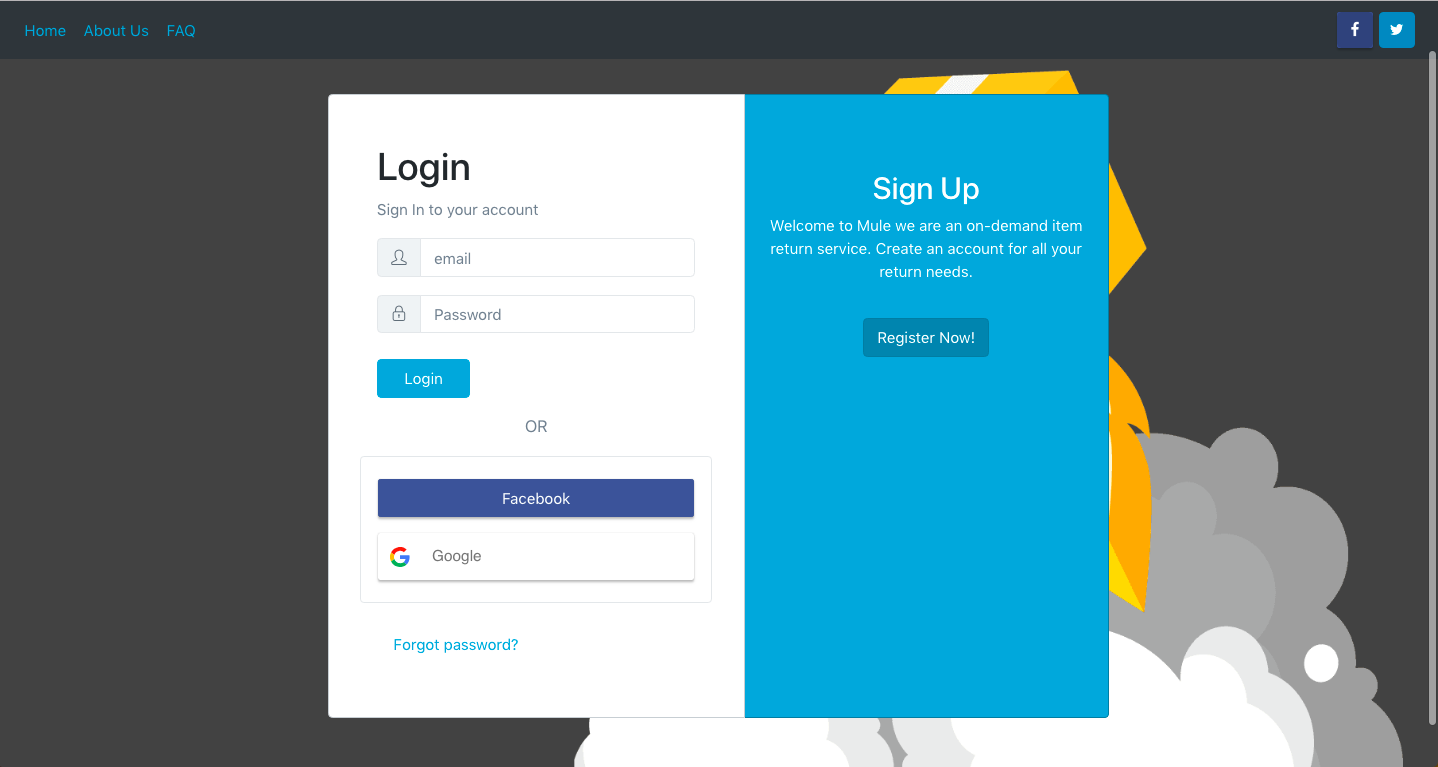 Home About Us FAQ
Login
Sign In to your account
email
Password
Login
OR
Facebook
Google
Forgot password?
Sign Up
Welcome to Mule we are an on-demand item
return service. Create an account for all your
return needs.
Register Now!